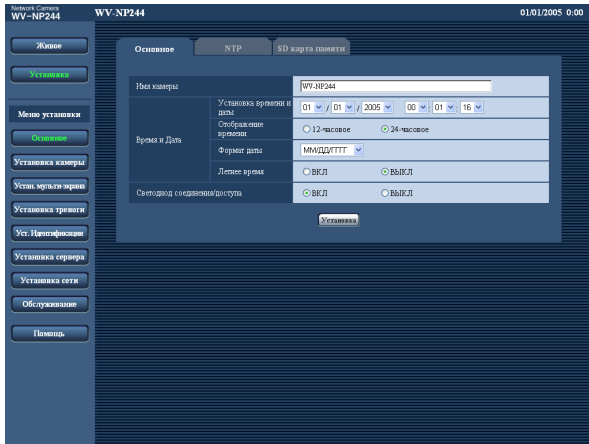 Network Camera
WV-NP244
WV-NP244 01/01/2005 0:00
Живое
Установка
Меню установки
Основное
Установка камеры
Устан. мульти-экрана
Установка тревоги
Уст. Идентификации
Установка сервера
Установка сети
Обслуживание
Помощь
Основное NTP SD карта памяти
Имя камеры WV-NP244
Время и Дата
Установка времени и даты 01 / 01 / 2005 00 : 01 : 16
Отображение времени 12-часовое 24-часовое
Формат даты ММ/ДД/ГГГГ
Летнее время ВКЛ ВЫКЛ
Светодиод соединения/доступа ВКЛ ВЫКЛ
Установка